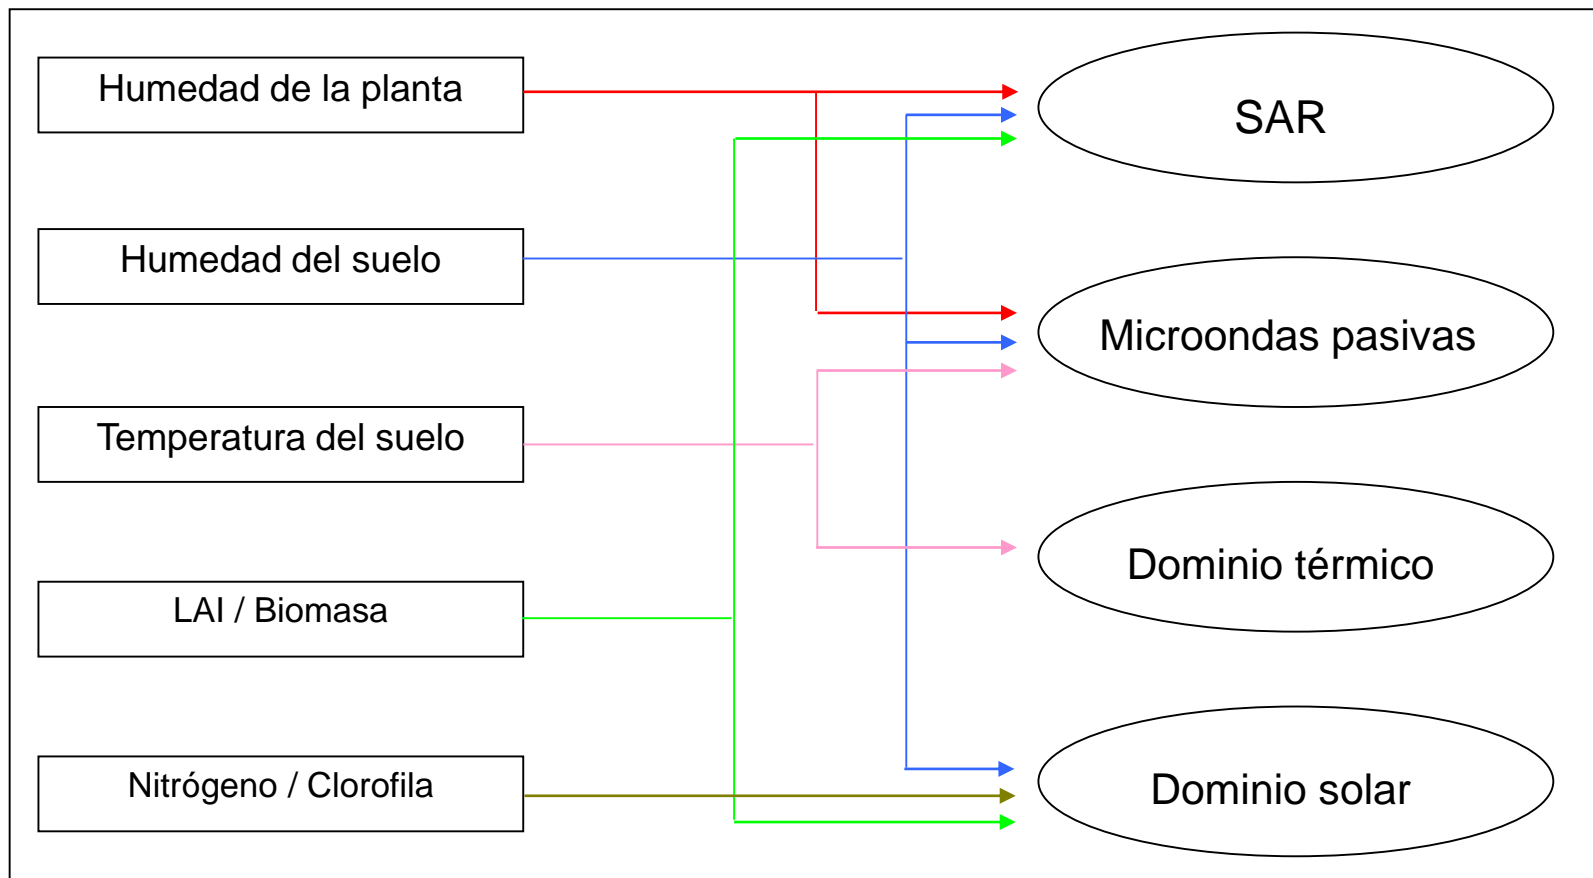 Humedad de la planta
SAR
Humedad del suelo
Microondas pasivas
Temperatura del suelo
Dominio térmico
LAI / Biomasa
Nitrógeno / Clorofila
Dominio solar